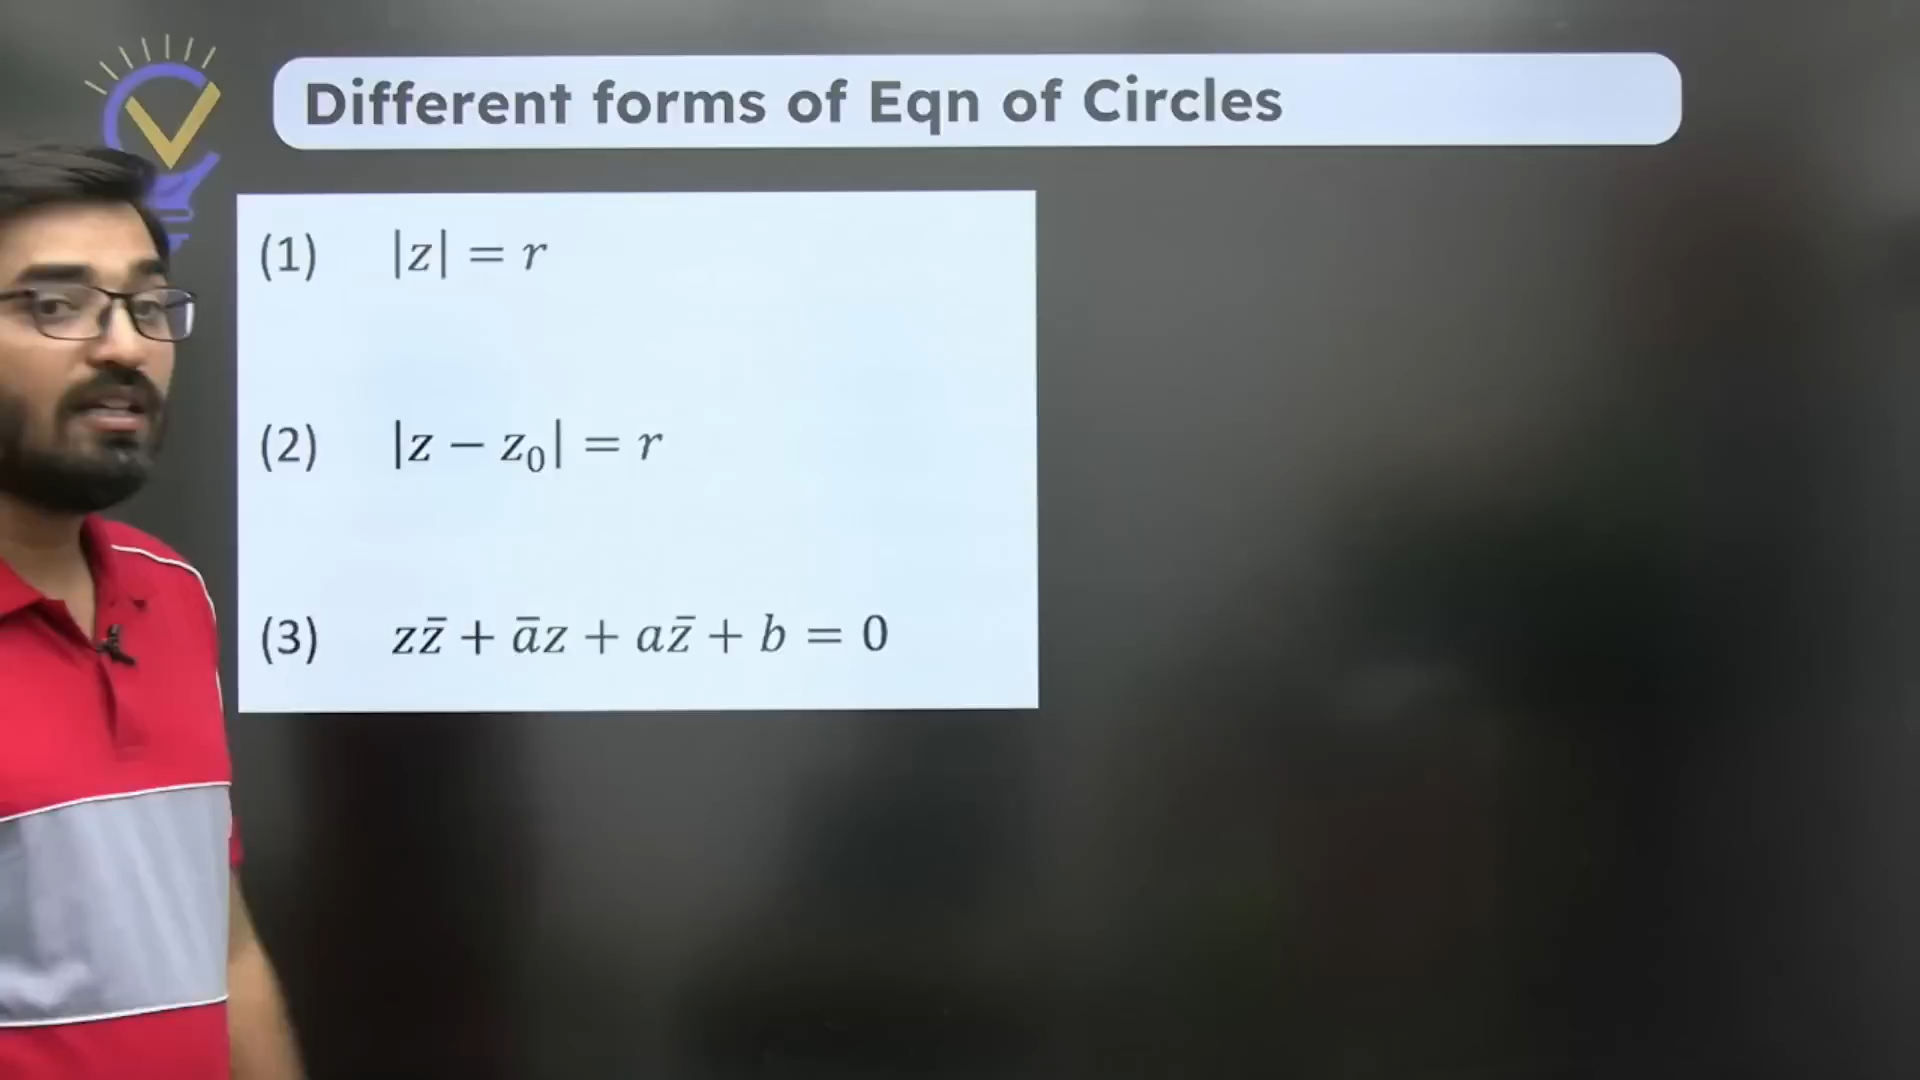 Different forms of Eqn of Circles
(1) |z| = r
(2) |z − z₀| = r
(3) zz̄ + āz + az̄ + b = 0